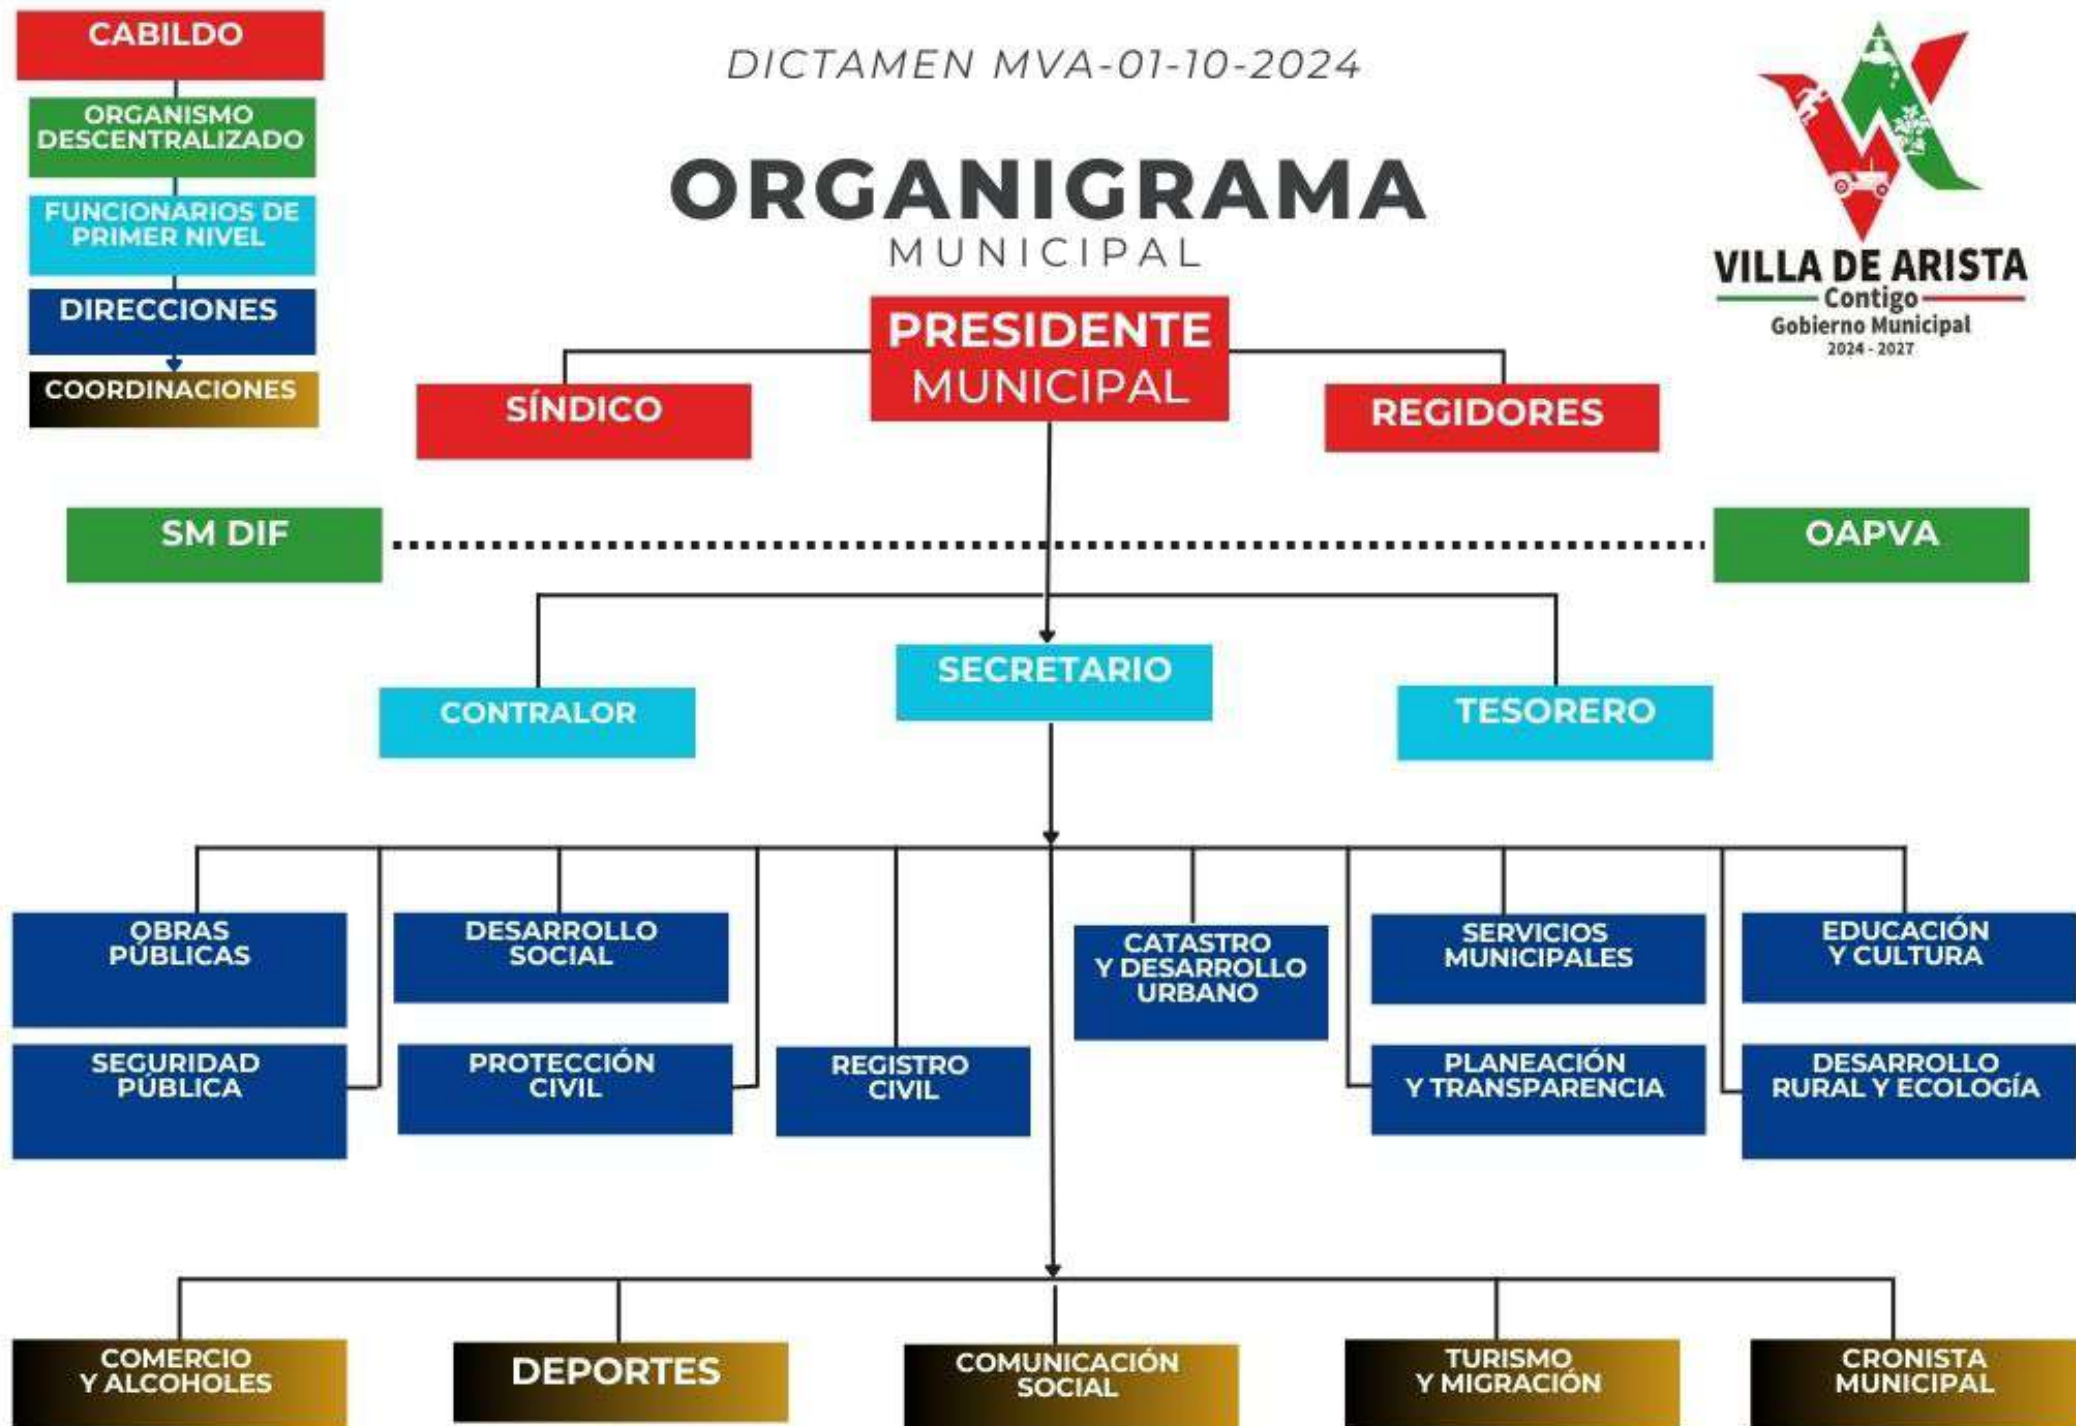 CABILDO
ORGANISMO
DESCENTRALIZADO
FUNCIONARIOS DE
PRIMER NIVEL
DIRECCIONES
COORDINACIONES
DICTAMEN MVA-01-10-2024
ORGANIGRAMA
MUNICIPAL
VILLA DE ARISTA
Contigo
Gobierno Municipal
2024 - 2027
PRESIDENTE
MUNICIPAL
SÍNDICO
REGIDORES
SM DIF
OAPVA
CONTRALOR
SECRETARIO
TESORERO
OBRAS
PÚBLICAS
DESARROLLO
SOCIAL
CATASTRO
Y DESARROLLO
URBANO
SERVICIOS
MUNICIPALES
EDUCACIÓN
Y CULTURA
SEGURIDAD
PÚBLICA
PROTECCIÓN
CIVIL
REGISTRO
CIVIL
PLANEACIÓN
Y TRANSPARENCIA
DESARROLLO
RURAL Y ECOLOGÍA
COMERCIO
Y ALCOHOLES
DEPORTES
COMUNICACIÓN
SOCIAL
TURISMO
Y MIGRACIÓN
CRONISTA
MUNICIPAL